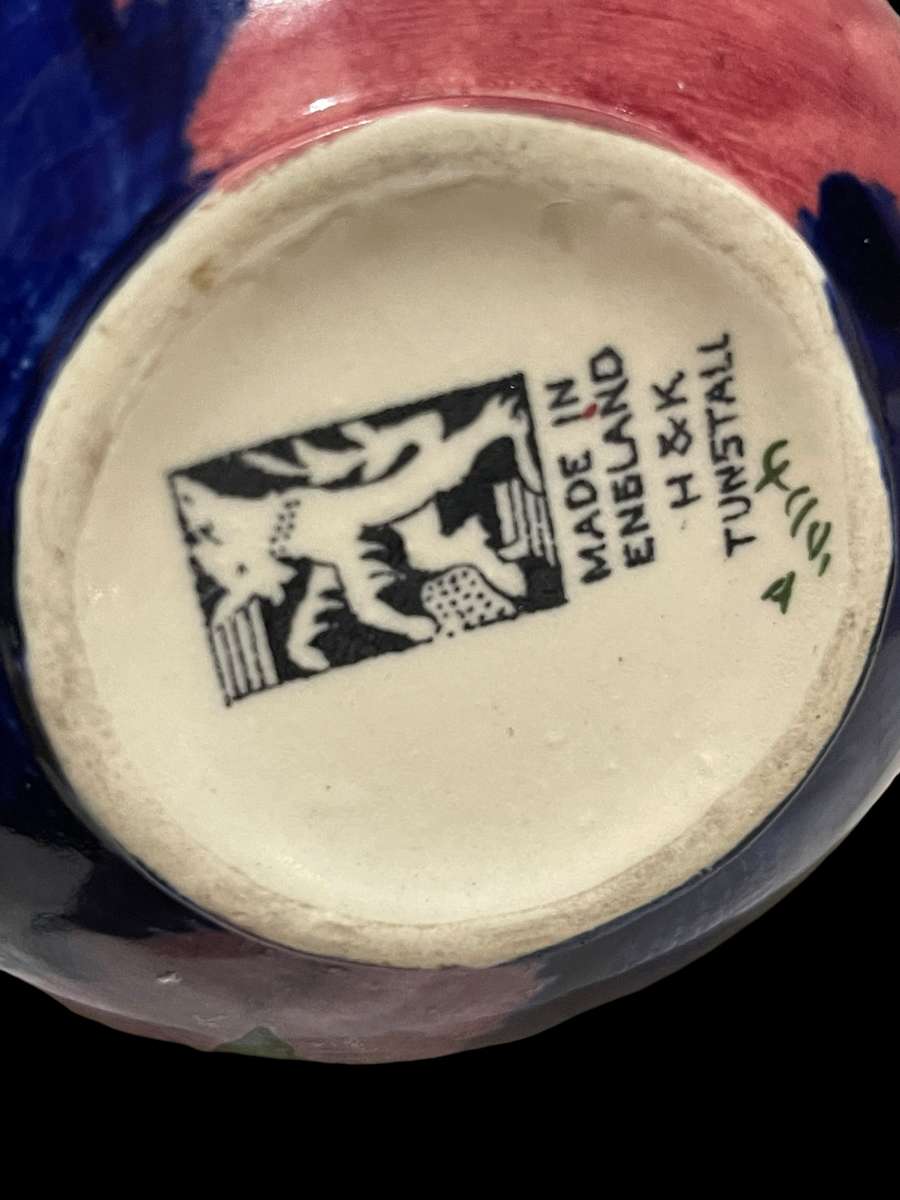 MADE IN
ENGLAND
H & K
TUNSTALL